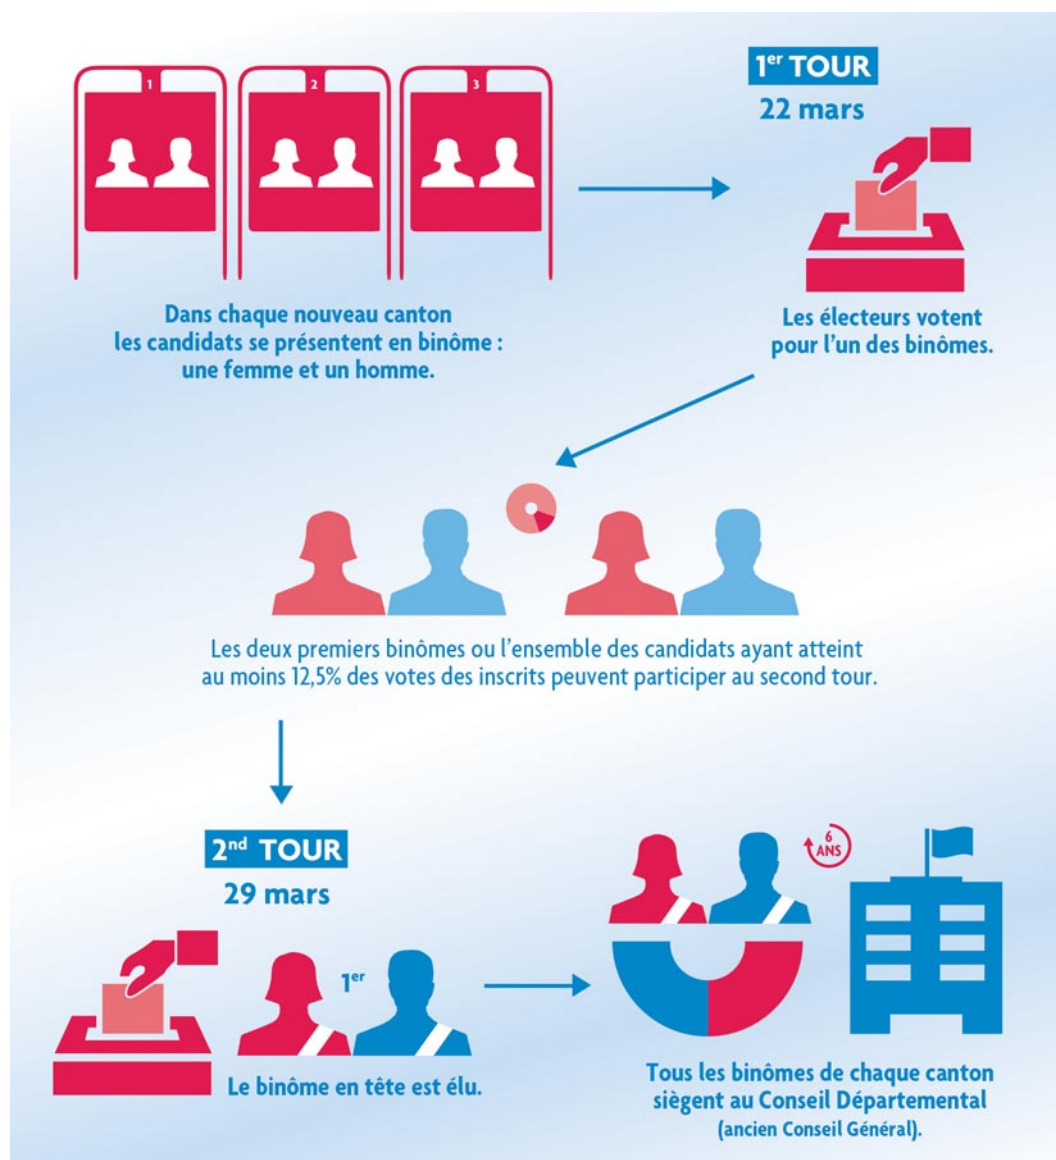 1
2
3
1er TOUR
22 mars
Dans chaque nouveau canton
les candidats se présentent en binôme :
une femme et un homme.
Les électeurs votent
pour l'un des binômes.
Les deux premiers binômes ou l'ensemble des candidats ayant atteint
au moins 12,5% des votes des inscrits peuvent participer au second tour.
2nd TOUR
29 mars
1er
Le binôme en tête est élu.
6
ANS
Tous les binômes de chaque canton
siègent au Conseil Départemental
(ancien Conseil Général).